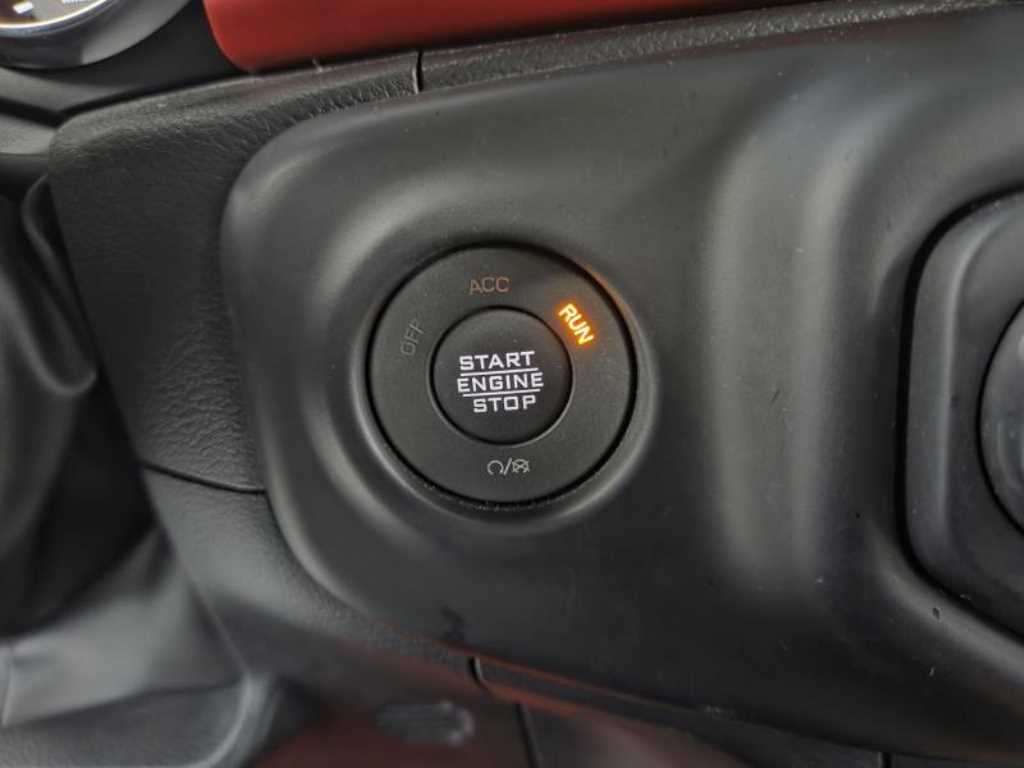 ACC
RUN
OFF
START
ENGINE
STOP